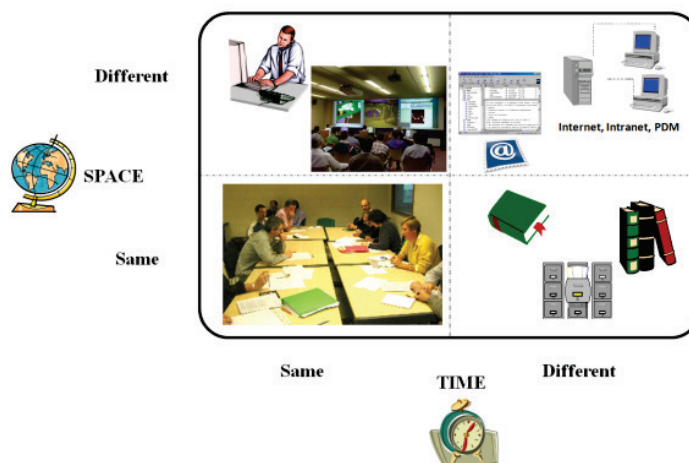 Different
Internet, Intranet, PDM
@
SPACE
Same
Same
Different
TIME